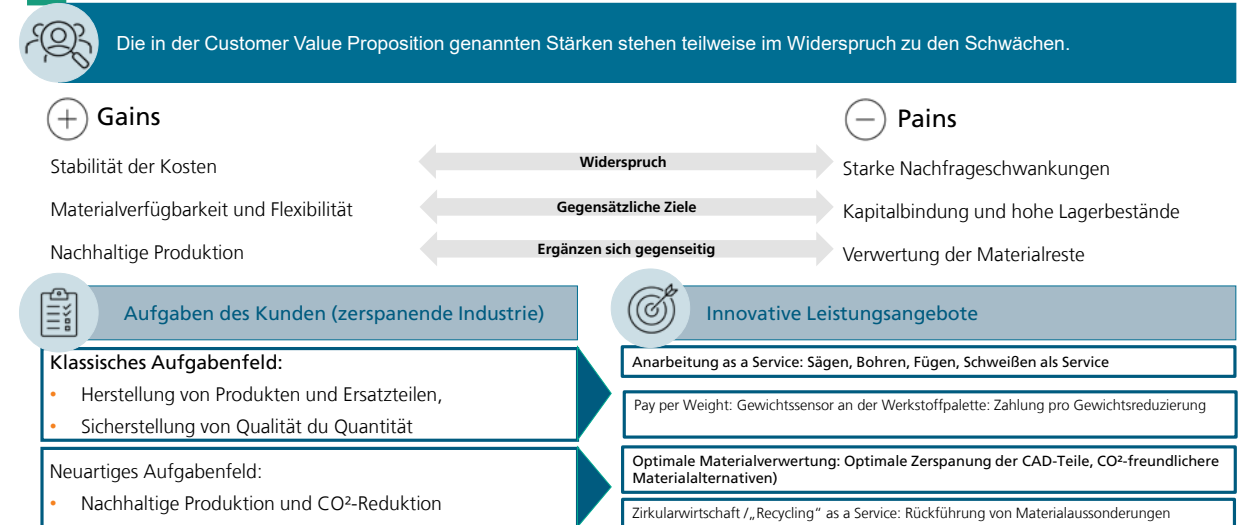 Die in der Customer Value Proposition genannten Stärken stehen teilweise im Widerspruch zu den Schwächen.
Gains
Pains
Stabilität der Kosten
Widerspruch
Starke Nachfrageschwankungen
Materialverfügbarkeit und Flexibilität
Gegensätzliche Ziele
Kapitalbindung und hohe Lagerbestände
Nachhaltige Produktion
Ergänzen sich gegenseitig
Verwertung der Materialreste
Aufgaben des Kunden (zerspanende Industrie)
Klassisches Aufgabenfeld:
• Herstellung von Produkten und Ersatzteilen,
• Sicherstellung von Qualität du Quantität
Neuartiges Aufgabenfeld:
• Nachhaltige Produktion und CO²-Reduktion
Innovative Leistungsangebote
Anarbeitung as a Service: Sägen, Bohren, Fügen, Schweißen als Service
Pay per Weight: Gewichtssensor an der Werkstoffpalette: Zahlung pro Gewichtsreduzierung
Optimale Materialverwertung: Optimale Zerspanung der CAD-Teile, CO²-freundlichere
Materialalternativen)
Zirkularwirtschaft /„Recycling“ as a Service: Rückführung von Materialaussonderungen